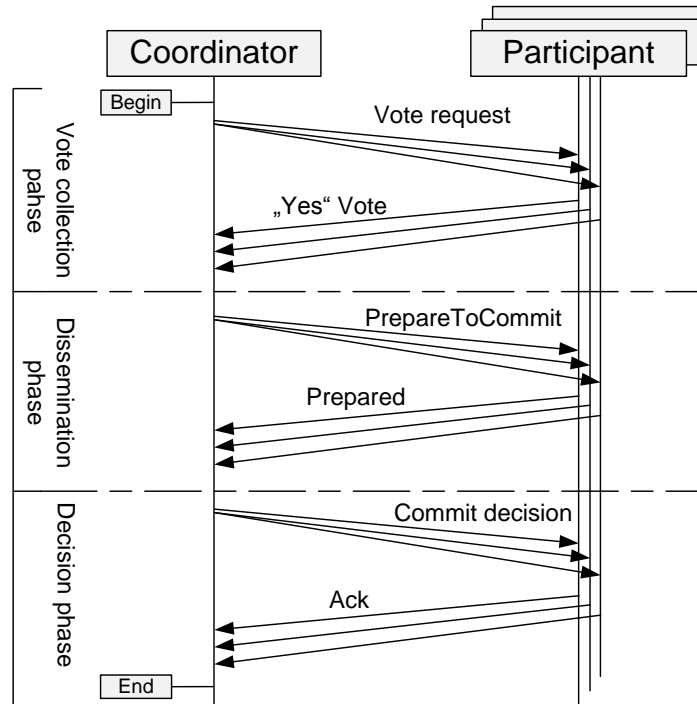 Coordinator
Participant
Begin
Vote request
„Yes“ Vote
Vote collection
pahse
PrepareToCommit
Prepared
Dissemination
phase
Commit decision
Ack
Decision phase
End